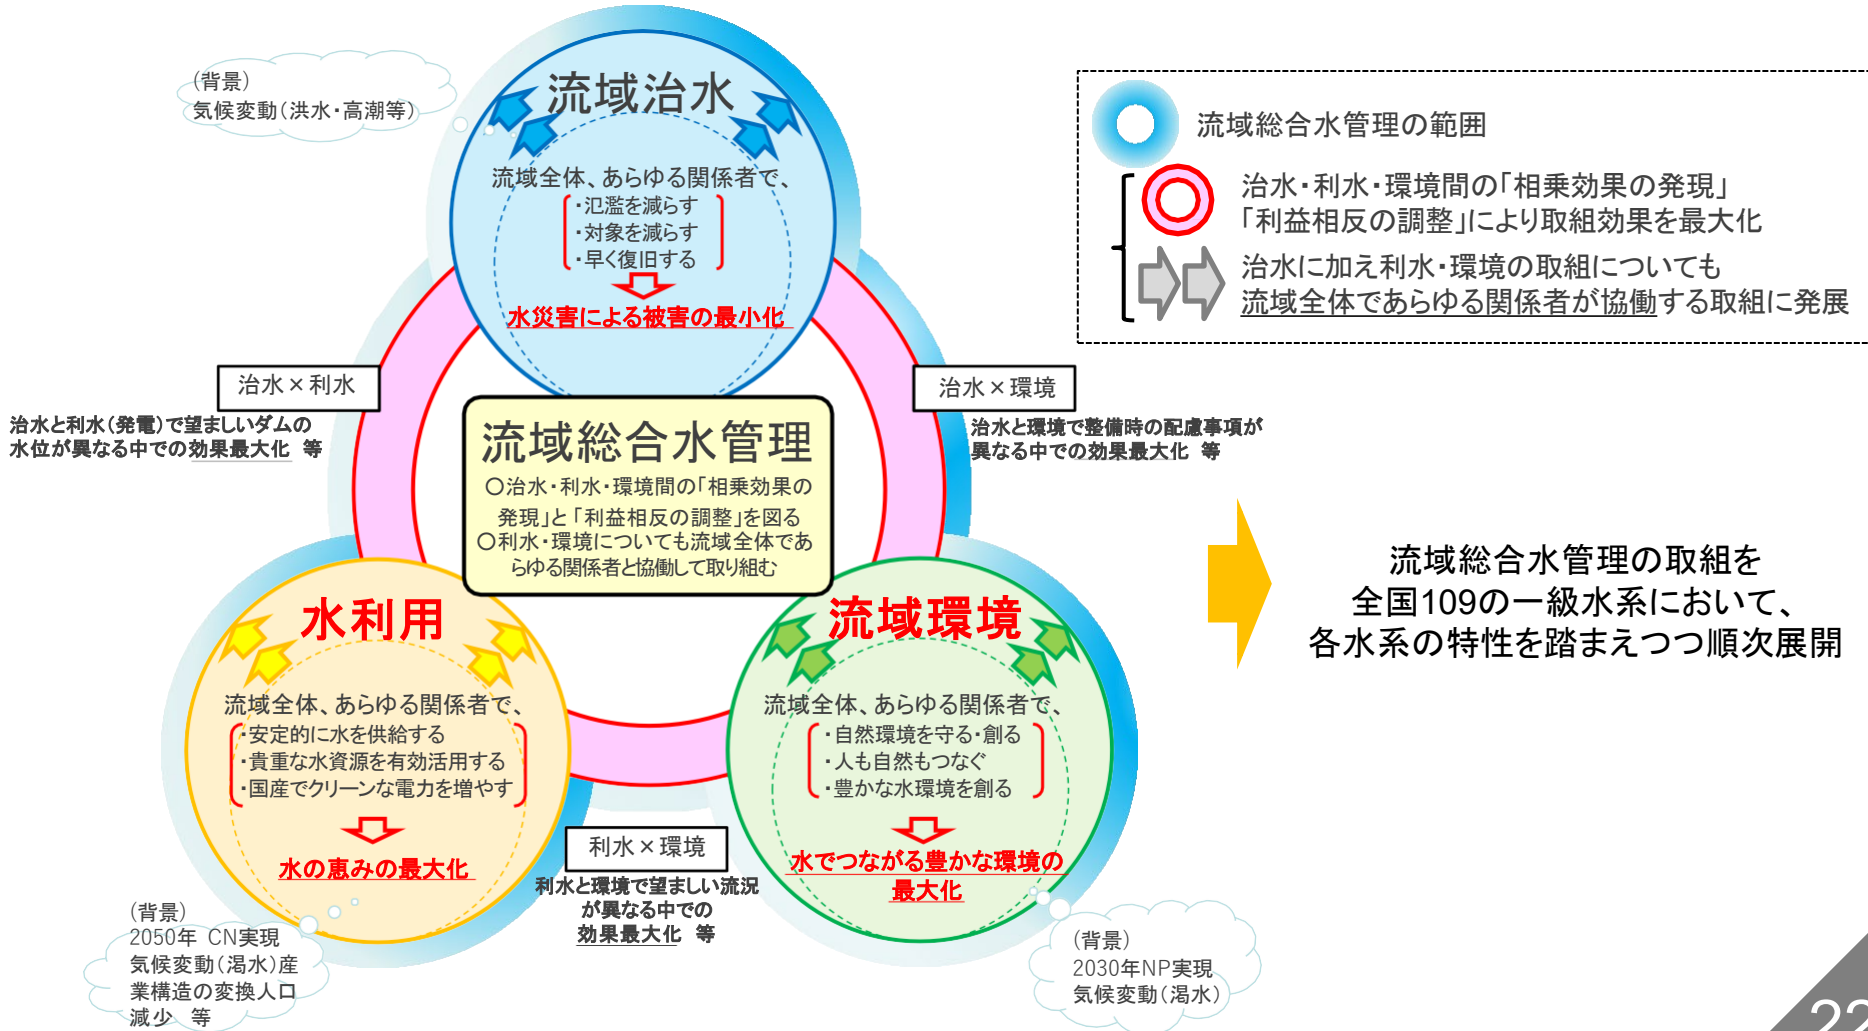 (背景)
気候変動(洪水・高潮等)
流域治水
流域全体、あらゆる関係者で、
・氾濫を減らす
・対象を減らす
・早く復旧する
水災害による被害の最小化
流域総合水管理の範囲
治水・利水・環境間の「相乗効果の発現」
「利益相反の調整」により取組効果を最大化
治水に加え利水・環境の取組についても
流域全体であらゆる関係者が協働する取組に発展
治水×利水
治水と利水(発電)で望ましいダムの
水位が異なる中での効果最大化 等
治水×環境
治水と環境で整備時の配慮事項が
異なる中での効果最大化 等
流域総合水管理
○治水・利水・環境間の「相乗効果の
発現」と「利益相反の調整」を図る
○利水・環境についても流域全体であ
らゆる関係者と協働して取り組む
水利用
流域全体、あらゆる関係者で、
・安定的に水を供給する
・貴重な水資源を有効活用する
・国産でクリーンな電力を増やす
水の恵みの最大化
流域環境
流域全体、あらゆる関係者で、
・自然環境を守る・創る
・人も自然もつなぐ
・豊かな水環境を創る
水でつながる豊かな環境の
最大化
利水×環境
利水と環境で望ましい流況
が異なる中での
効果最大化 等
(背景)
2050年 CN実現
気候変動(渇水)産
業構造の変換人口
減少 等
(背景)
2030年NP実現
気候変動(渇水)
流域総合水管理の取組を
全国109の一級水系において、
各水系の特性を踏まえつつ順次展開
22